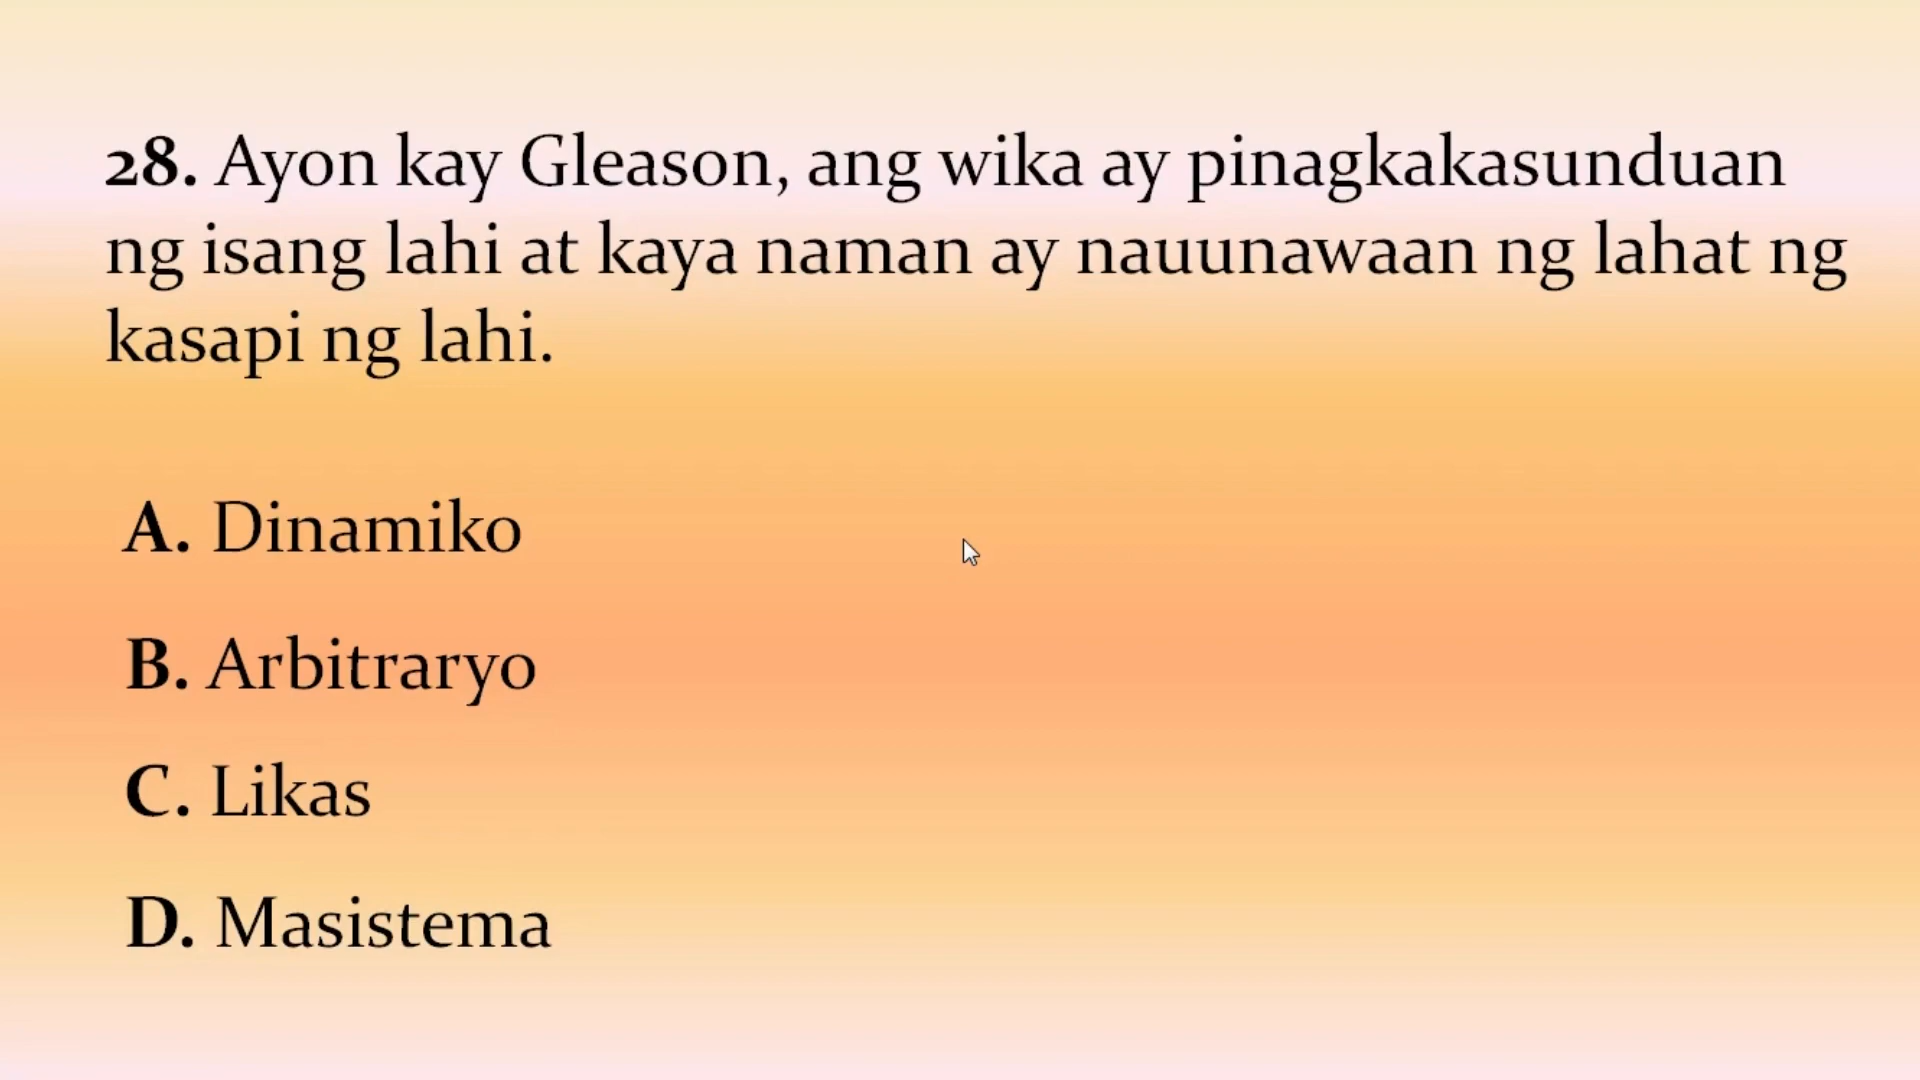 28. Ayon kay Gleason, ang wika ay pinagkakasunduan
ng isang lahi at kaya naman ay nauunawaan ng lahat ng
kasapi ng lahi.
A. Dinamiko
B. Arbitraryo
C. Likas
D. Masistema